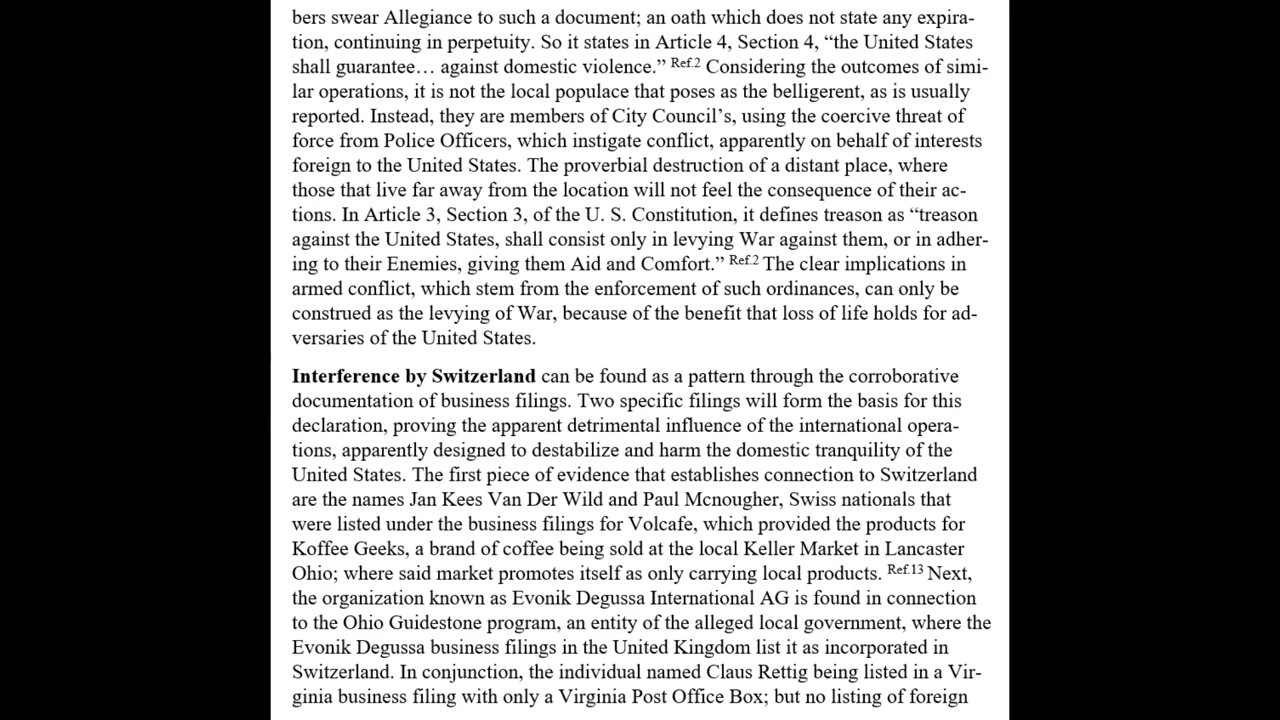 bers swear Allegiance to such a document; an oath which does not state any expira-
tion, continuing in perpetuity. So it states in Article 4, Section 4, “the United States
shall guarantee… against domestic violence.” Ref.2 Considering the outcomes of simi-
lar operations, it is not the local populace that poses as the belligerent, as is usually
reported. Instead, they are members of City Council’s, using the coercive threat of
force from Police Officers, which instigate conflict, apparently on behalf of interests
foreign to the United States. The proverbial destruction of a distant place, where
those that live far away from the location will not feel the consequence of their ac-
tions. In Article 3, Section 3, of the U. S. Constitution, it defines treason as “treason
against the United States, shall consist only in levying War against them, or in adher-
ing to their Enemies, giving them Aid and Comfort.” Ref.2 The clear implications in
armed conflict, which stem from the enforcement of such ordinances, can only be
construed as the levying of War, because of the benefit that loss of life holds for ad-
versaries of the United States.
Interference by Switzerland can be found as a pattern through the corroborative
documentation of business filings. Two specific filings will form the basis for this
declaration, proving the apparent detrimental influence of the international opera-
tions, apparently designed to destabilize and harm the domestic tranquility of the
United States. The first piece of evidence that establishes connection to Switzerland
are the names Jan Kees Van Der Wild and Paul Mcnougher, Swiss nationals that
were listed under the business filings for Volcafe, which provided the products for
Koffee Geeks, a brand of coffee being sold at the local Keller Market in Lancaster
Ohio; where said market promotes itself as only carrying local products. Ref.13 Next,
the organization known as Evonik Degussa International AG is found in connection
to the Ohio Guidestone program, an entity of the alleged local government, where the
Evonik Degussa business filings in the United Kingdom list it as incorporated in
Switzerland. In conjunction, the individual named Claus Rettig being listed in a Vir-
ginia business filing with only a Virginia Post Office Box; but no listing of foreign